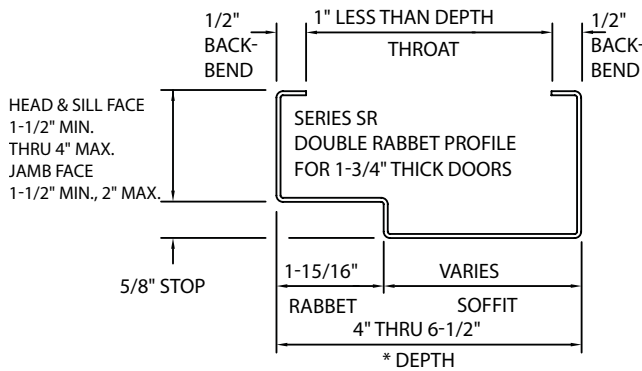 1/2"
BACK-
BEND
1" LESS THAN DEPTH
THROAT
1/2"
BACK-
BEND
HEAD & SILL FACE
1-1/2" MIN.
THRU 4" MAX.
JAMB FACE
1-1/2" MIN., 2" MAX.
SERIES SR
DOUBLE RABBET PROFILE
FOR 1-3/4" THICK DOORS
5/8" STOP
1-15/16"
RABBET
VARIES
SOFFIT
4" THRU 6-1/2"
* DEPTH